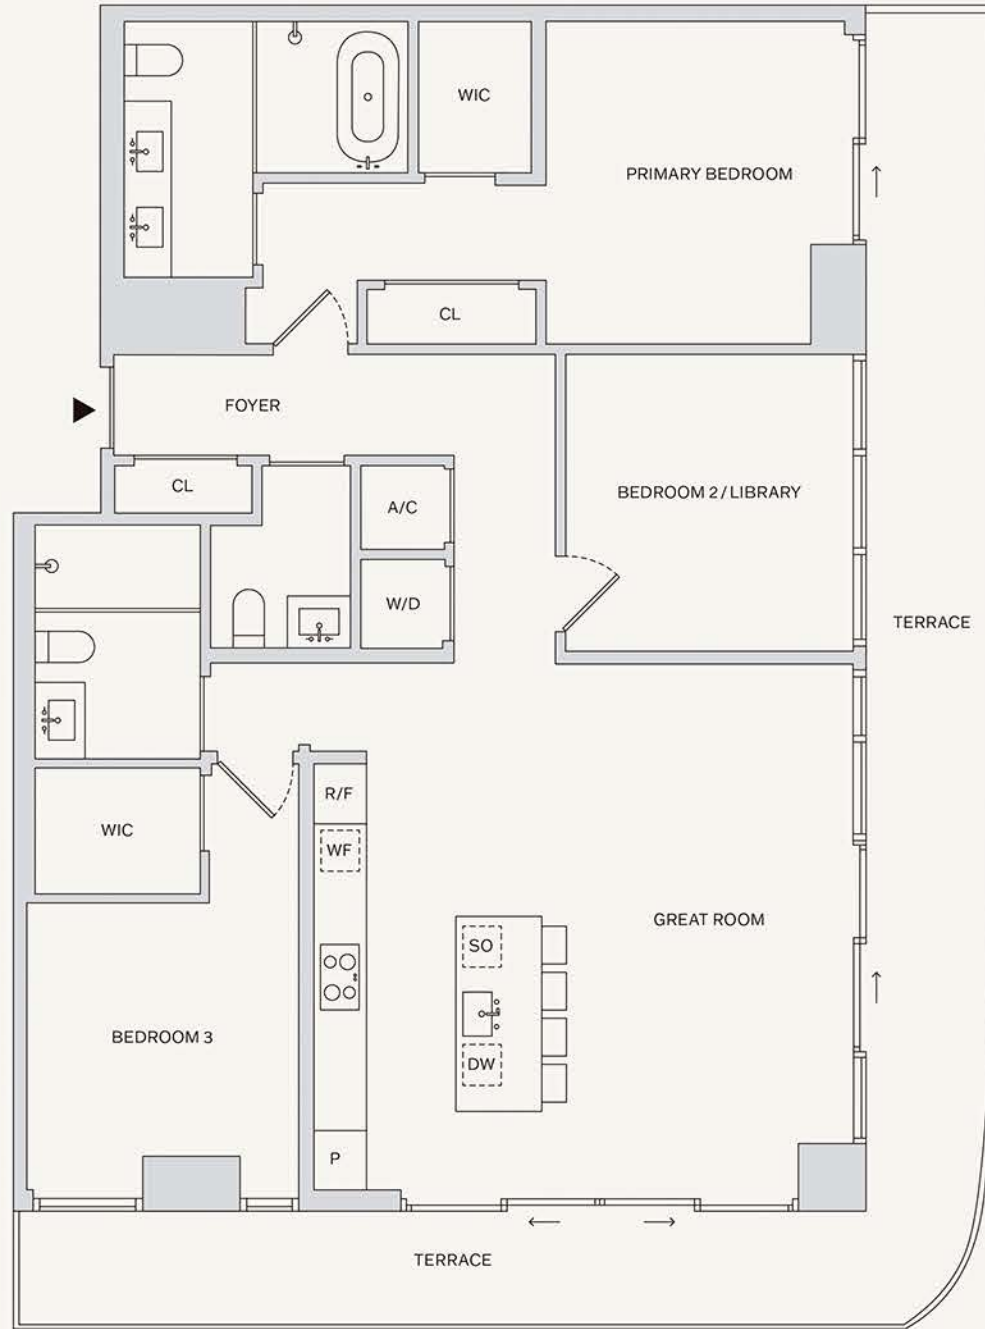 WIC
PRIMARY BEDROOM
CL
FOYER
CL
A/C
BEDROOM 2 / LIBRARY
W/D
TERRACE
R/F
WIC
WF
GREAT ROOM
SO
BEDROOM 3
DW
P
TERRACE